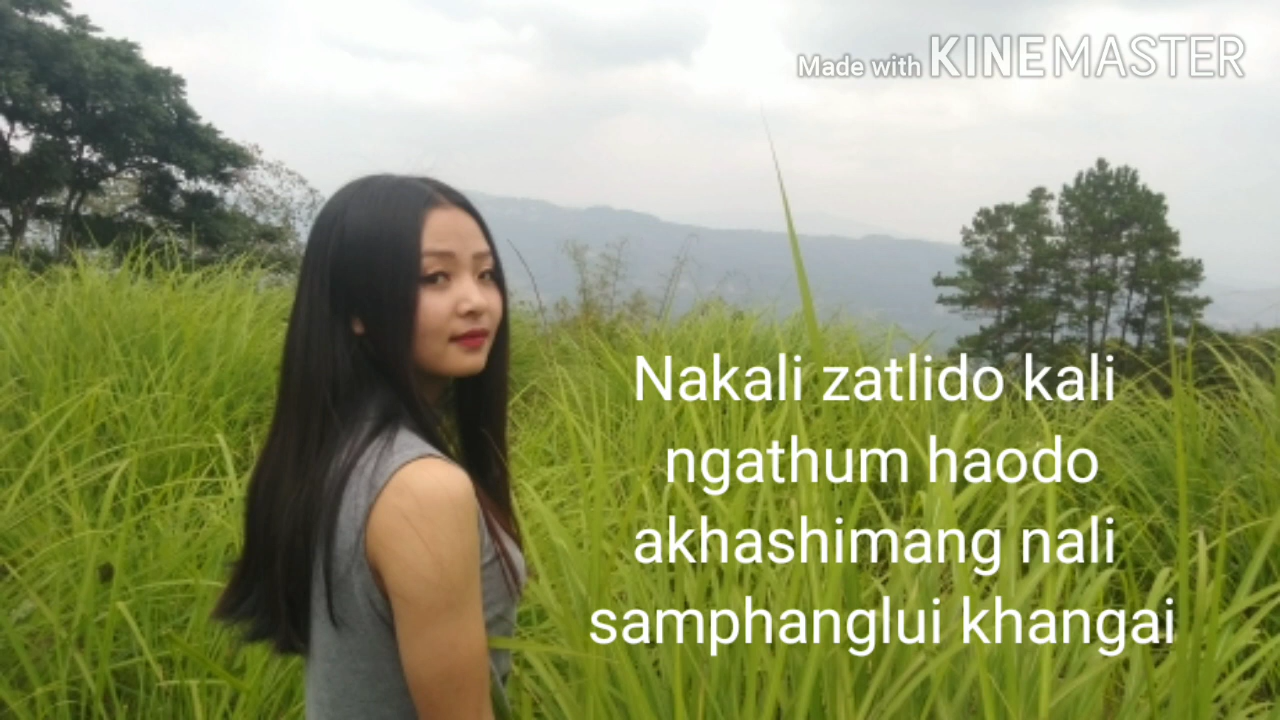 Made with KINEMASTER
Nakali zatlido kali
ngathum haodo
akhashimang nali
samphanglui khangai